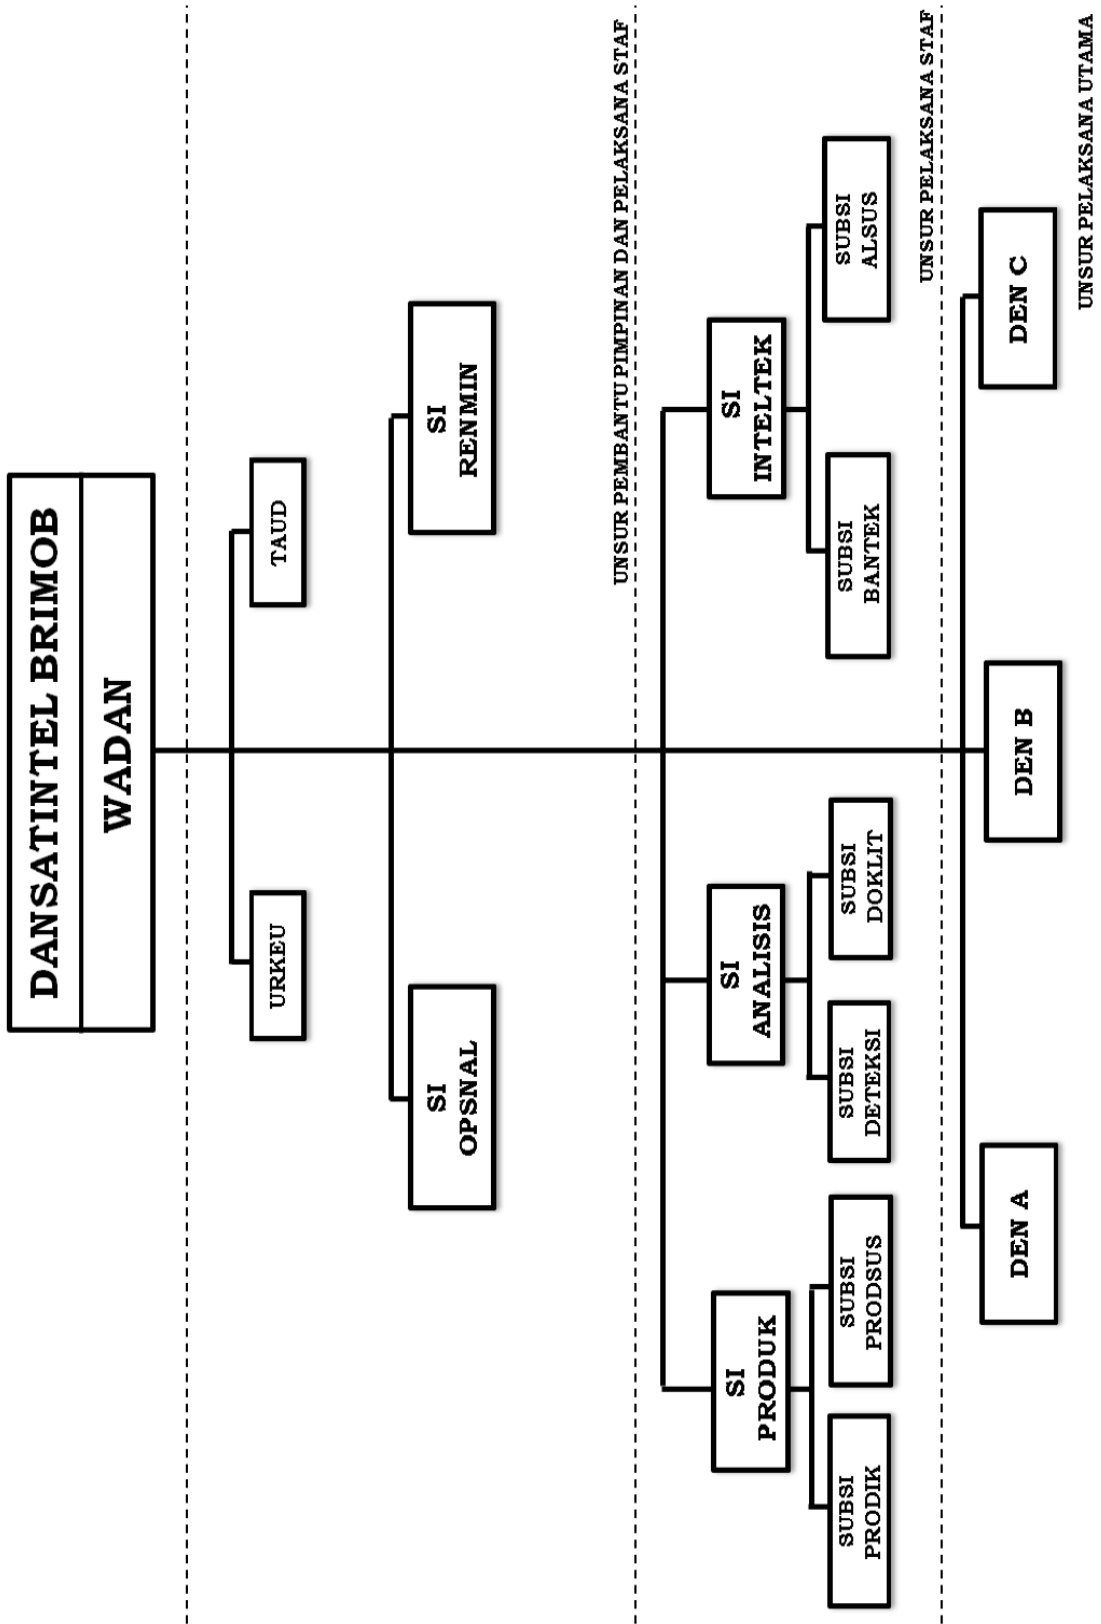 DANSATINTEL BRIMOB
WADAN
URKEU
TAUD
SI
OPSNAL
SI
RENMIN
UNSUR PEMBANTU PIMPINAN DAN PELAKSANA STAF
SI
PRODUK
SI
ANALISIS
SI
INTELTEK
SUBSI
PRODIK
SUBSI
PRODSUS
SUBSI
DETEKSI
SUBSI
DOKLIT
SUBSI
BANTEK
SUBSI
ALSUS
UNSUR PELAKSANA STAF
DEN A
DEN B
DEN C
UNSUR PELAKSANA UTAMA